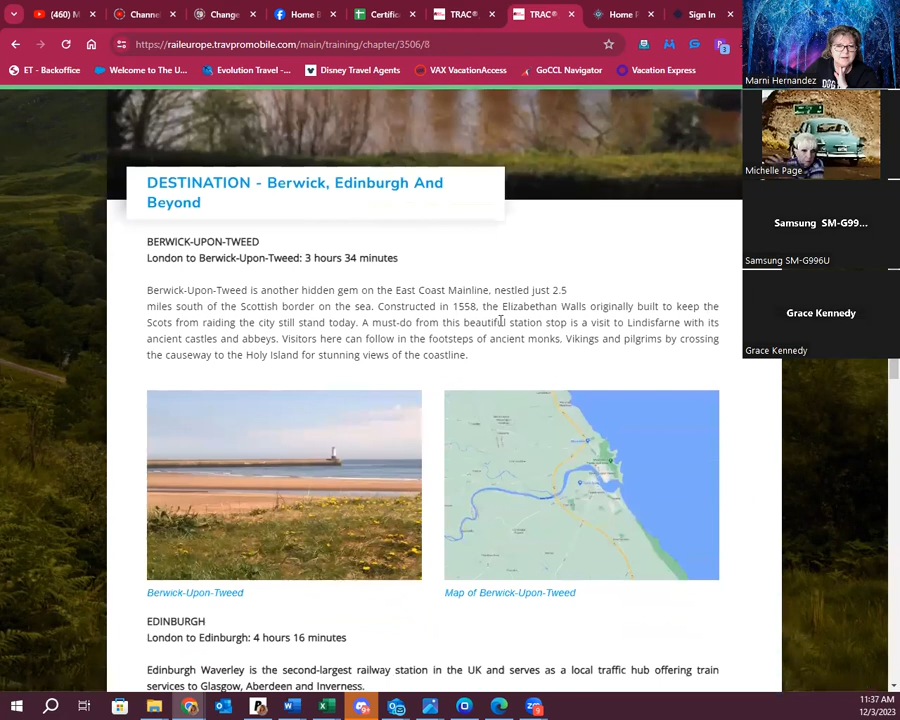 (460) M
Channel
Change
Home B
Certifica
TRAC®
TRAC®
Home P
Sign In
https://raileurope.travpromobile.com/main/training/chapter/3506/8
3
ET - Backoffice
Welcome to The U...
Evolution Travel -...
Disney Travel Agents
VAX VacationAccess
GoCCL Navigator
Vacation Express
DESTINATION - Berwick, Edinburgh And
Beyond
BERWICK-UPON-TWEED
London to Berwick-Upon-Tweed: 3 hours 34 minutes
Berwick-Upon-Tweed is another hidden gem on the East Coast Mainline, nestled just 2.5
miles south of the Scottish border on the sea. Constructed in 1558, the Elizabethan Walls originally built to keep the
Scots from raiding the city still stand today. A must-do from this beautiful station stop is a visit to Lindisfarne with its
ancient castles and abbeys. Visitors here can follow in the footsteps of ancient monks. Vikings and pilgrims by crossing
the causeway to the Holy Island for stunning views of the coastline.
Berwick-Upon-Tweed
Map of Berwick-Upon-Tweed
EDINBURGH
London to Edinburgh: 4 hours 16 minutes
Edinburgh Waverley is the second-largest railway station in the UK and serves as a local traffic hub offering train
services to Glasgow, Aberdeen and Inverness.
Marni Hernandez
Michelle Page
Samsung SM-G99...
Samsung SM-G996U
Grace Kennedy
Grace Kennedy
11:37 AM
12/3/2023